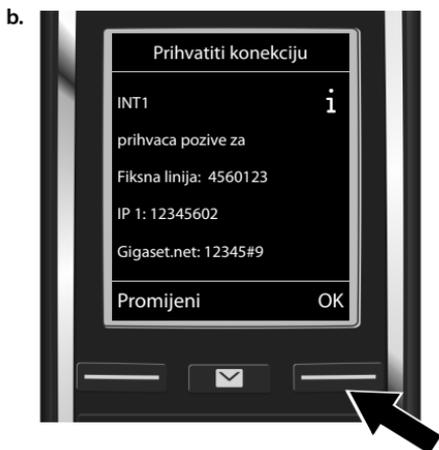 b.
Prihvatiti konekciju
INT1
prihvaca pozive za
Fiksna linija: 4560123
IP 1: 12345602
Gigaset.net: 12345#9
Promijeni OK